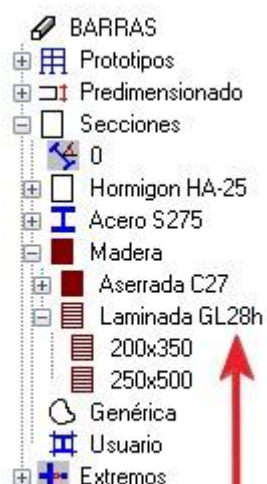 BARRAS
Prototipos
Predimensionado
Secciones
0
Hormigon HA-25
Acero S275
Madera
Aserrada C27
Laminada GL28h
200x350
250x500
Genérica
Usuario
Extremos